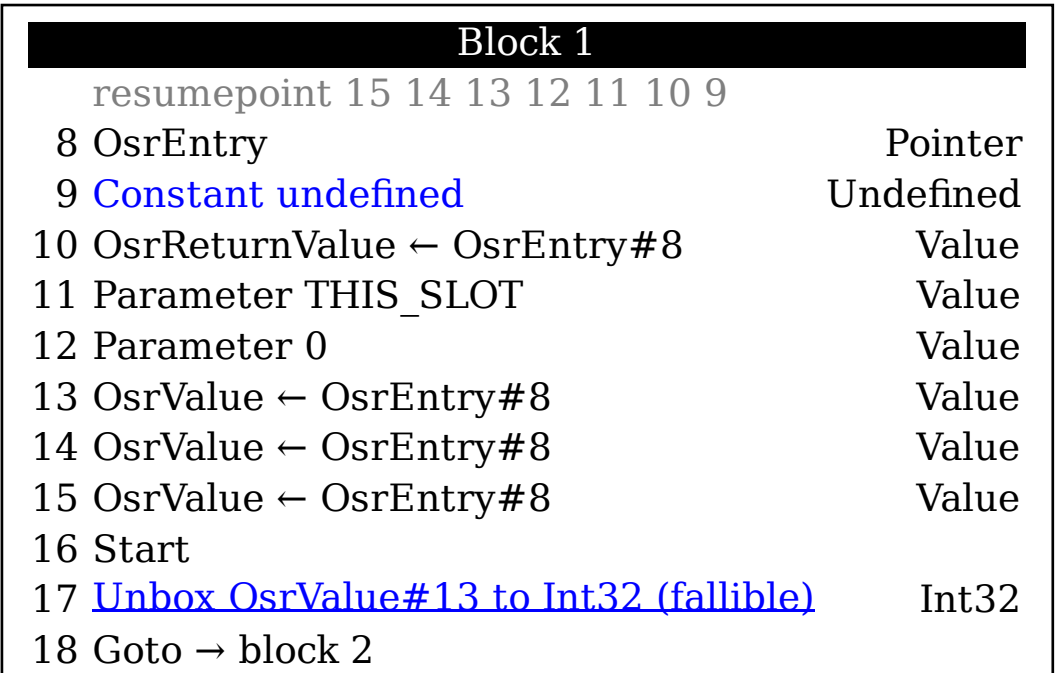 Block 1
resumepoint 15 14 13 12 11 10 9
8 OsrEntry Pointer
9 Constant undefined Undefined
10 OsrReturnValue ← OsrEntry#8 Value
11 Parameter THIS_SLOT Value
12 Parameter 0 Value
13 OsrValue ← OsrEntry#8 Value
14 OsrValue ← OsrEntry#8 Value
15 OsrValue ← OsrEntry#8 Value
16 Start
17 Unbox OsrValue#13 to Int32 (fallible) Int32
18 Goto → block 2